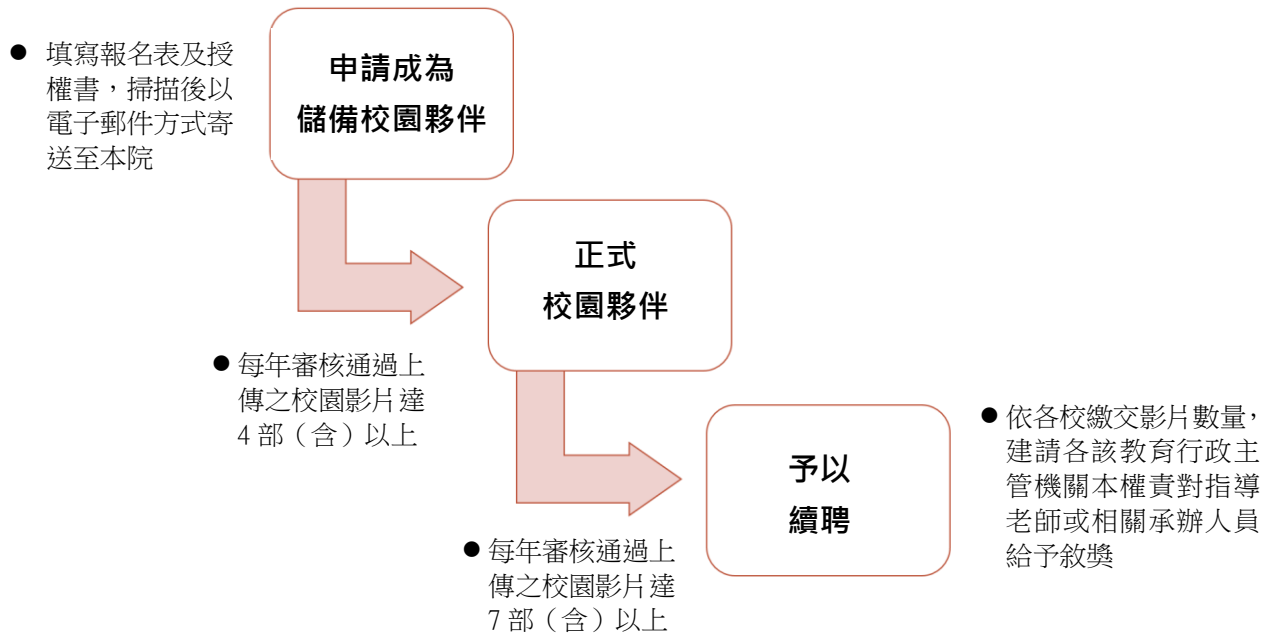 ● 填寫報名表及授
權書，掃描後以
電子郵件方式寄
送至本院
申請成為
儲備校園夥伴
正式
校園夥伴
● 每年審核通過上
傳之校園影片達
4 部（含）以上
予以
續聘
● 依各校繳交影片數量，
建請各該教育行政主
管機關本權責對指導
老師或相關承辦人員
給予敘獎
● 每年審核通過上
傳之校園影片達
7 部（含）以上